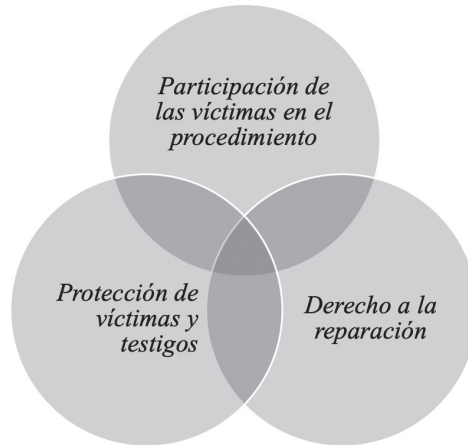 Participación de
las víctimas en el
procedimiento
Protección de
víctimas y
testigos
Derecho a la
reparación